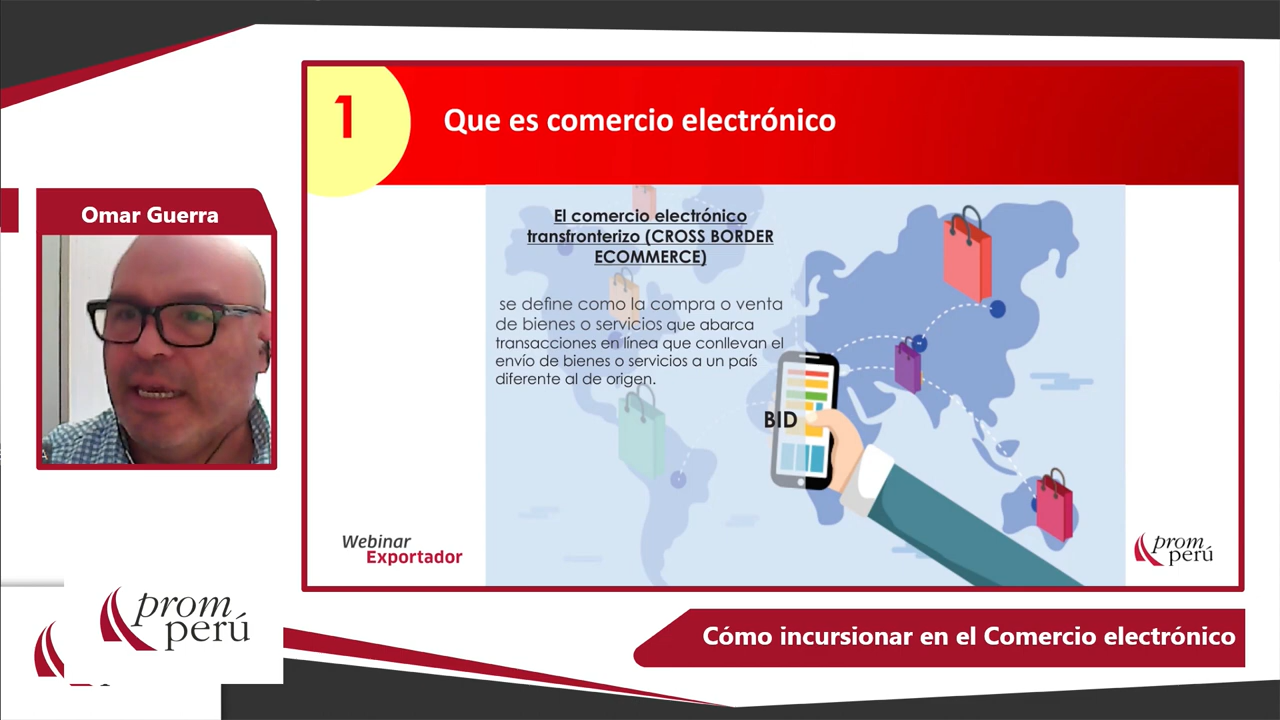 1
Que es comercio electrónico
Omar Guerra
El comercio electrónico
transfronterizo (CROSS BORDER
ECOMMERCE)
se define como la compra o venta
de bienes o servicios que abarca
transacciones en línea que conllevan el
envío de bienes o servicios a un país
diferente al de origen.
BID
Webinar
Exportador
prom
perú
prom
perú
Cómo incursionar en el Comercio electrónico